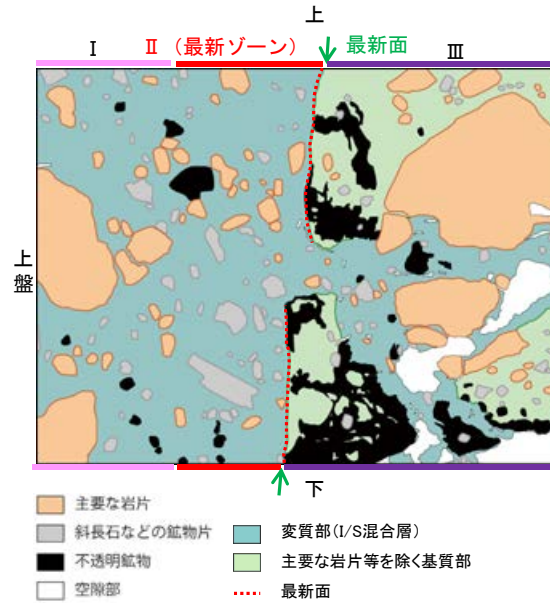 上
Ⅰ Ⅱ (最新ゾーン) 最新面 Ⅲ
上盤
下
主要な岩片
斜長石などの鉱物片
不透明鉱物
空隙部
変質部(I/S混合層)
主要な岩片等を除く基質部
最新面